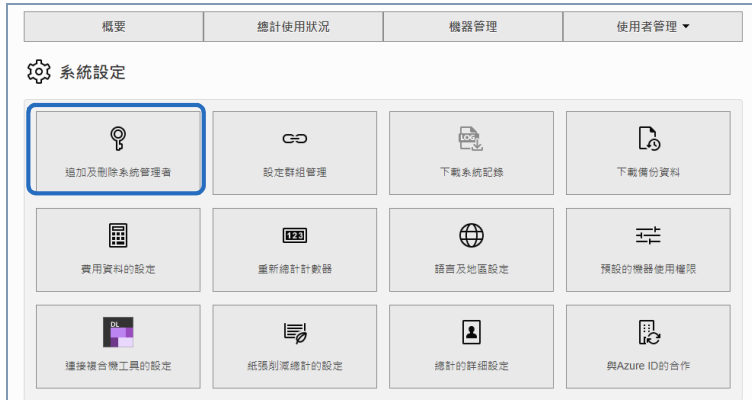 概要
總計使用狀況
機器管理
使用者管理 ▼
系統設定
追加及刪除系統管理者
設定群組管理
LOG
下載系統記錄
下載備份資料
費用資料的設定
123
重新總計計數器
語言及地區設定
預設的機器使用權限
DL
連接複合機工具的設定
紙張削減總計的設定
總計的詳細設定
與Azure ID的合作